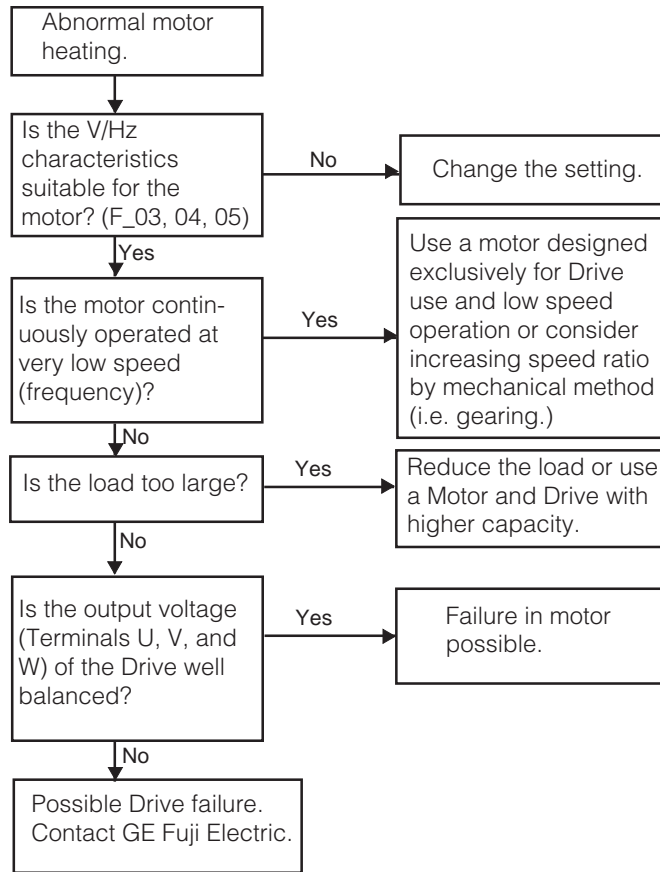 Abnormal motor
heating.
Is the V/Hz
characteristics
suitable for the
motor? (F_03, 04, 05)
No
Change the setting.
Yes
Is the motor contin-
uously operated at
very low speed
(frequency)?
Yes
Use a motor designed
exclusively for Drive
use and low speed
operation or consider
increasing speed ratio
by mechanical method
(i.e. gearing.)
No
Is the load too large?
Yes
Reduce the load or use
a Motor and Drive with
higher capacity.
No
Is the output voltage
(Terminals U, V, and
W) of the Drive well
balanced?
Yes
Failure in motor
possible.
No
Possible Drive failure.
Contact GE Fuji Electric.